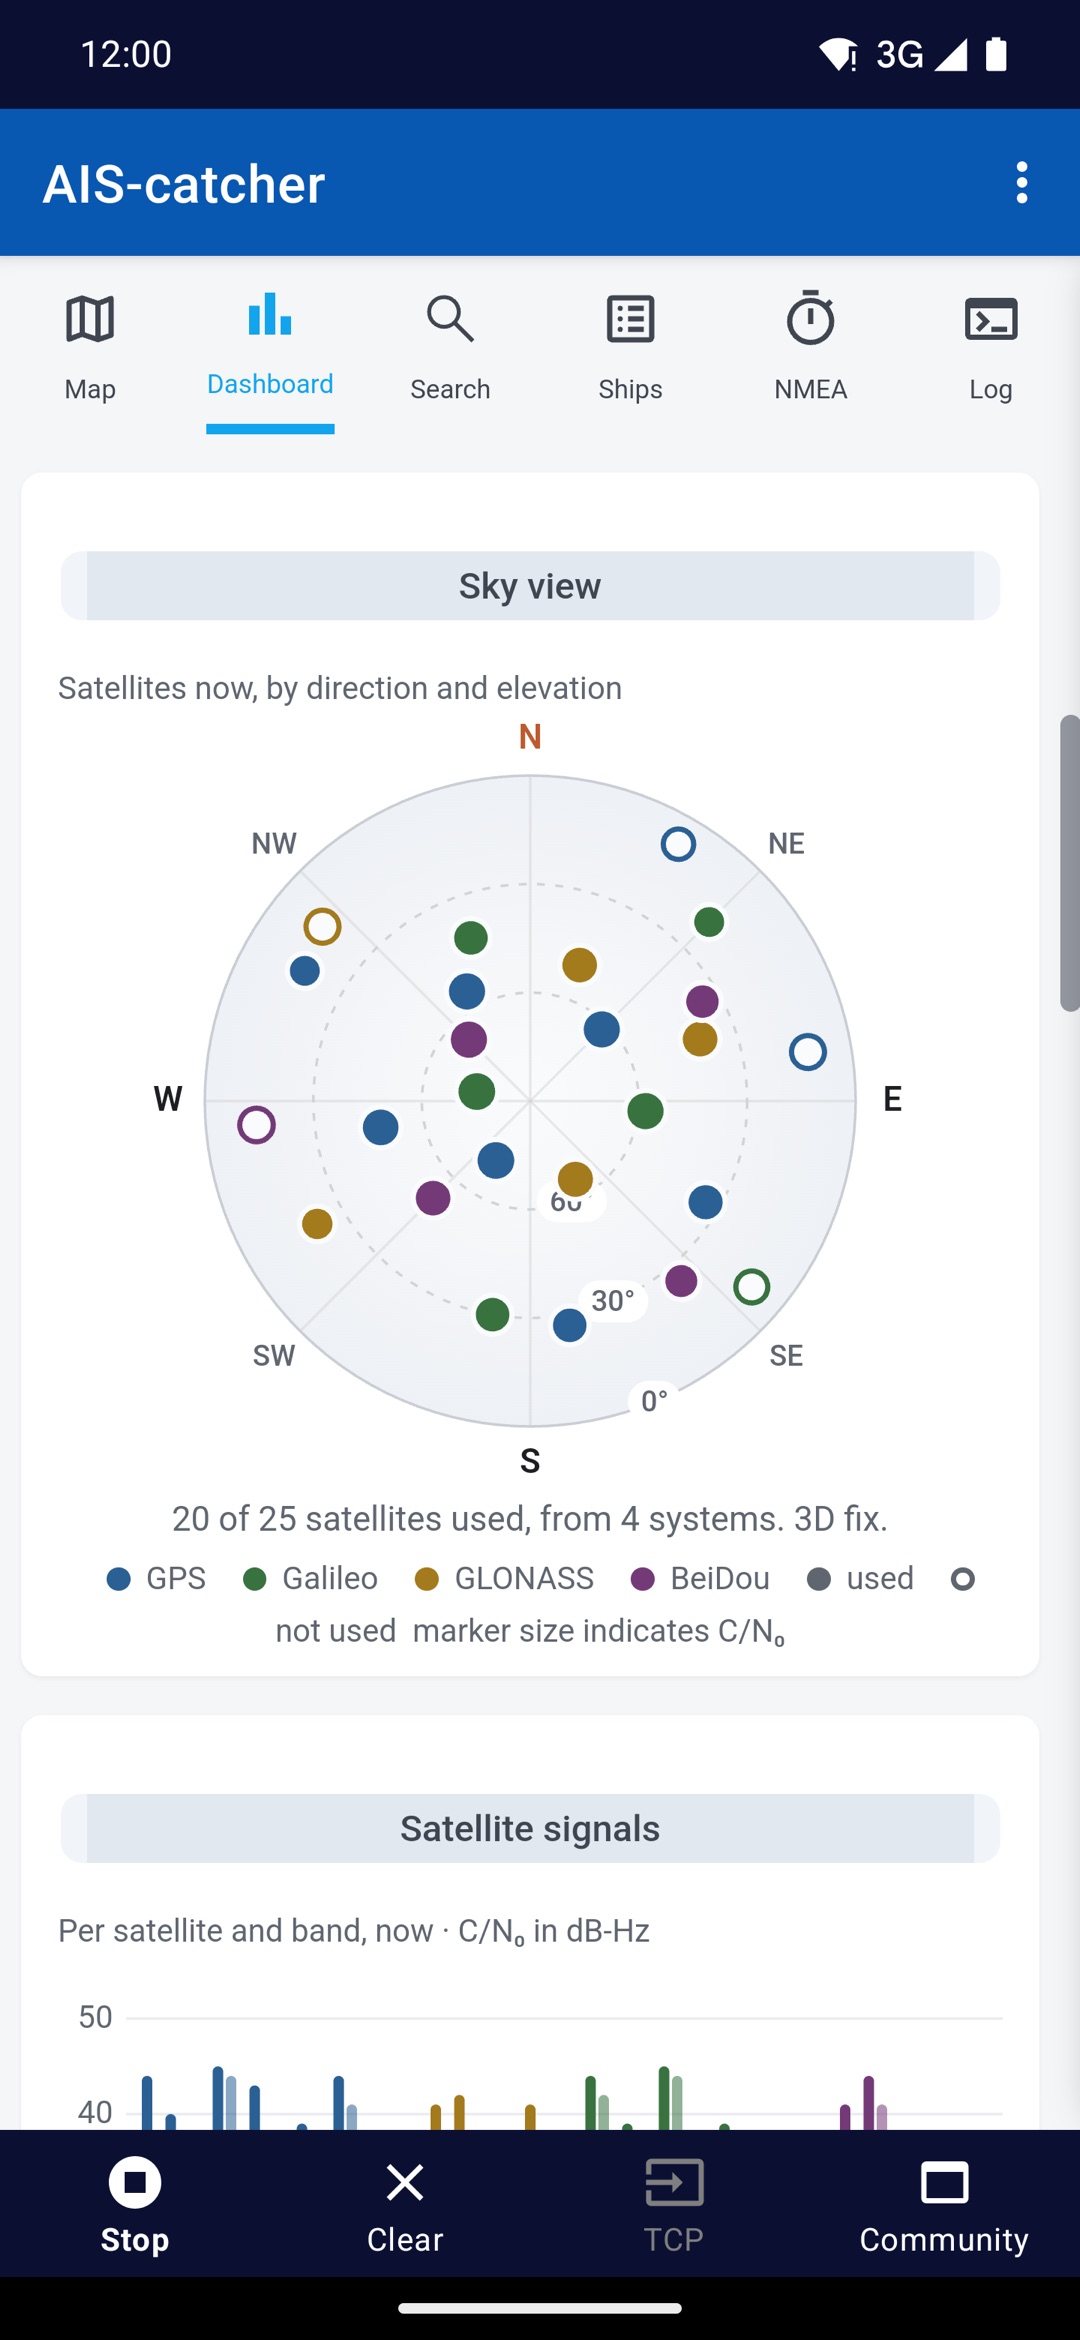 12:00
3G
AIS-catcher
Map
Dashboard
Search
Ships
NMEA
Log
Sky view
Satellites now, by direction and elevation
N
NW
NE
W
E
60°
30°
SW
SE
0°
S
20 of 25 satellites used, from 4 systems. 3D fix.
GPS Galileo GLONASS BeiDou used
not used marker size indicates C/N₀
Satellite signals
Per satellite and band, now · C/N₀ in dB-Hz
50
40
Stop
Clear
TCP
Community